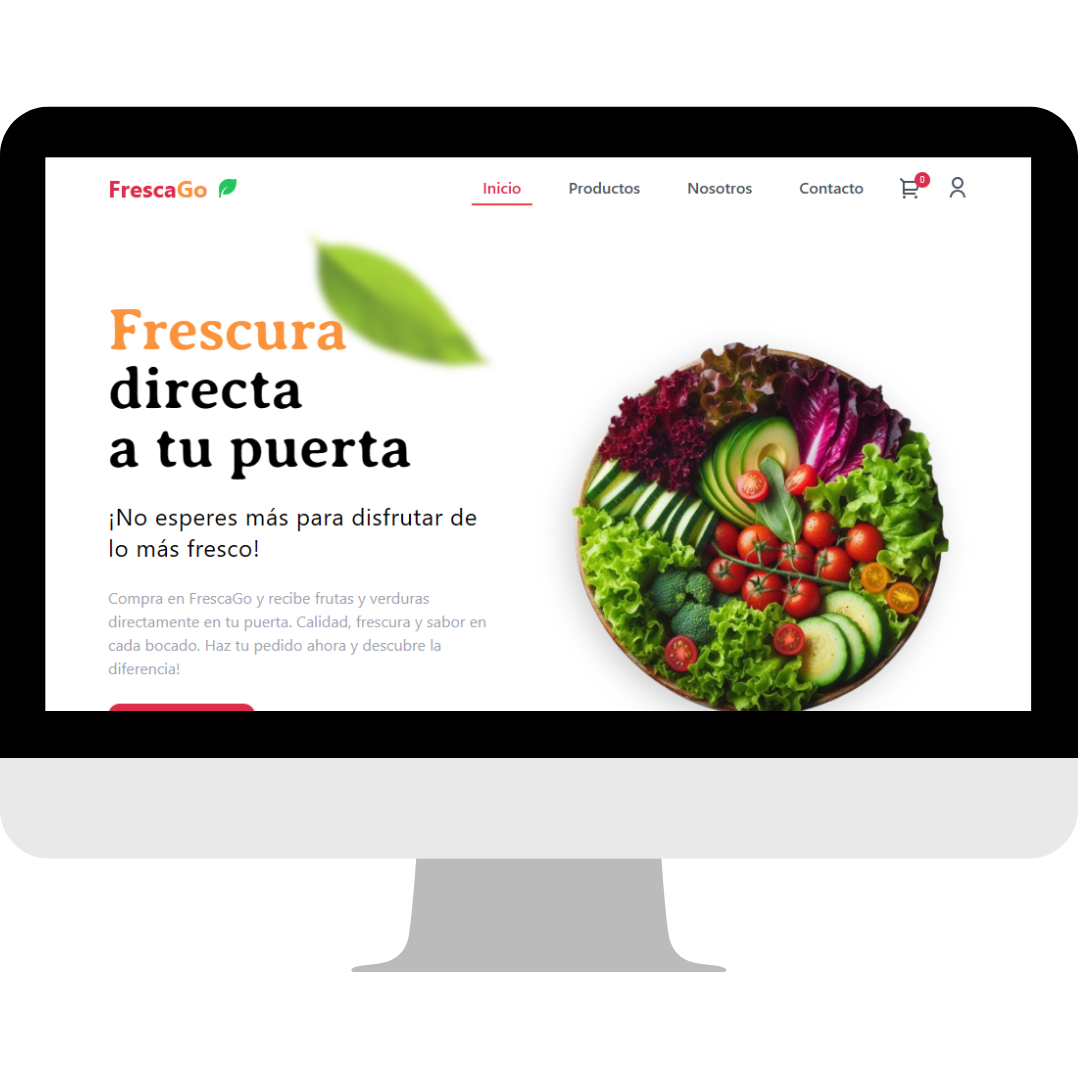 FrescaGo
Inicio Productos Nosotros Contacto 0
Frescura
directa
a tu puerta
¡No esperes más para disfrutar de
lo más fresco!
Compra en FrescaGo y recibe frutas y verduras
directamente en tu puerta. Calidad, frescura y sabor en
cada bocado. Haz tu pedido ahora y descubre la
diferencia!